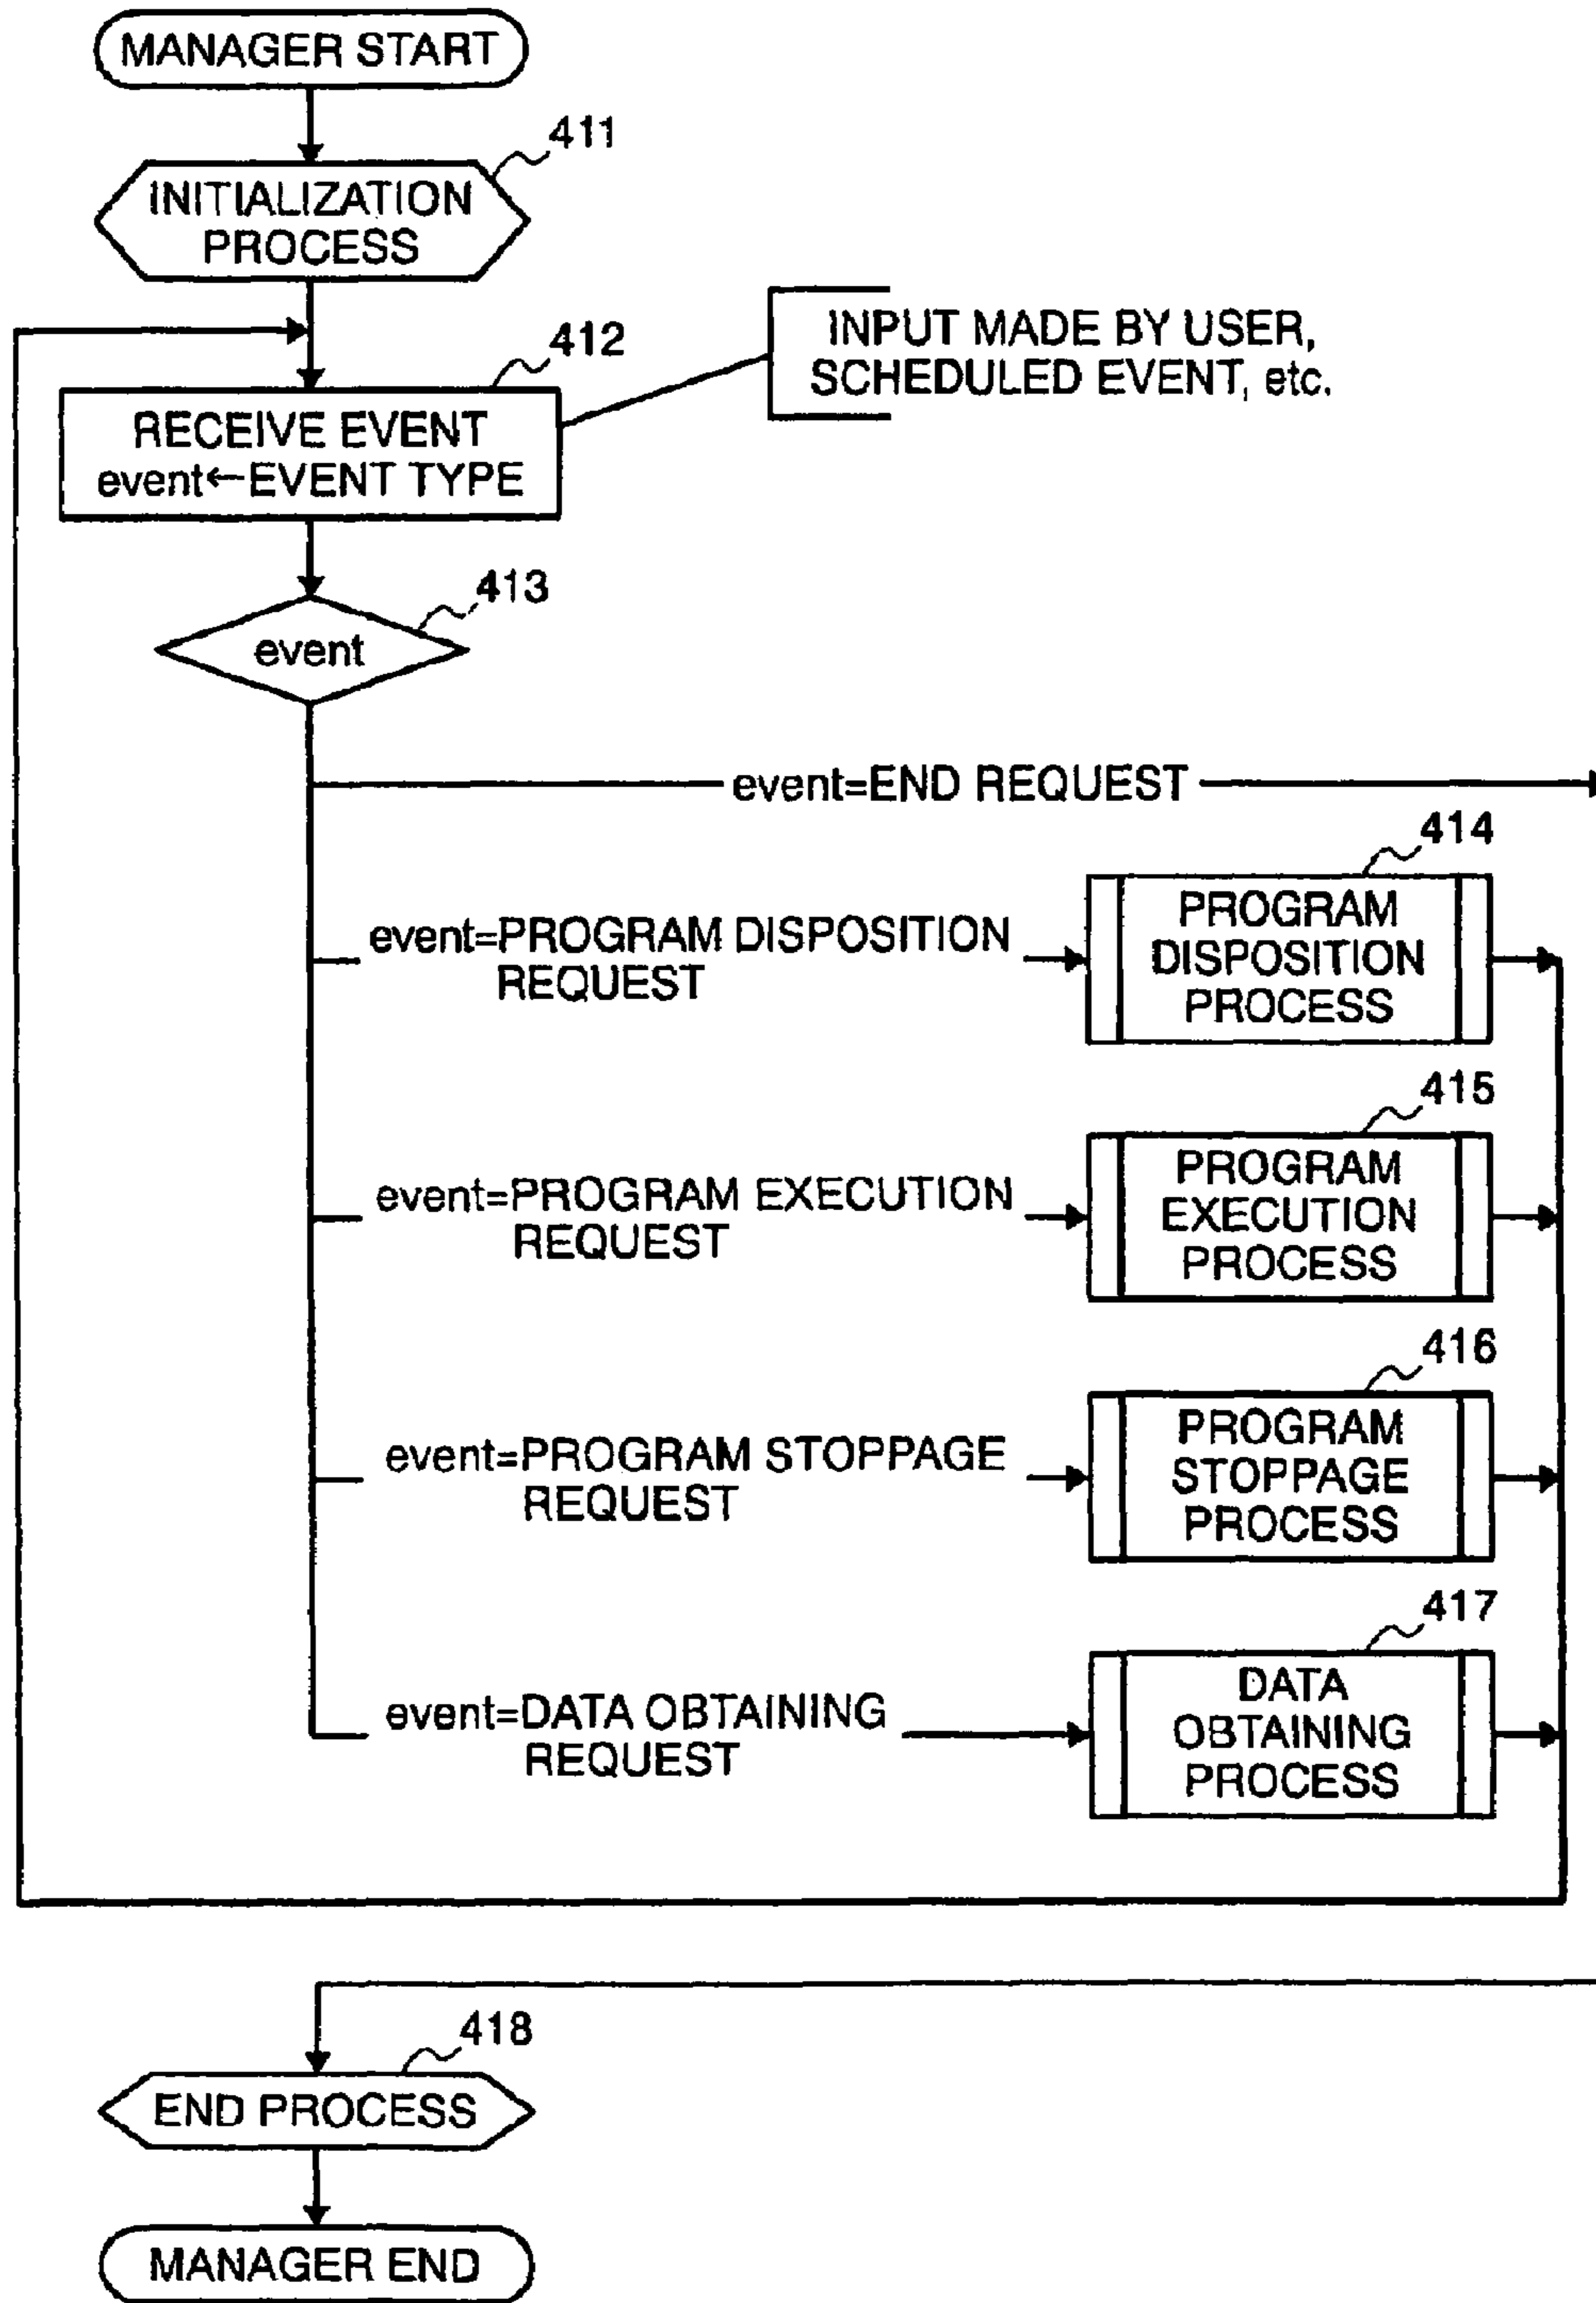 MANAGER START
411
INITIALIZATION
PROCESS
412
INPUT MADE BY USER,
SCHEDULED EVENT, etc.
RECEIVE EVENT
event←EVENT TYPE
413
event
event=END REQUEST
414
event=PROGRAM DISPOSITION
REQUEST
PROGRAM
DISPOSITION
PROCESS
415
event=PROGRAM EXECUTION
REQUEST
PROGRAM
EXECUTION
PROCESS
416
event=PROGRAM STOPPAGE
REQUEST
PROGRAM
STOPPAGE
PROCESS
417
event=DATA OBTAINING
REQUEST
DATA
OBTAINING
PROCESS
418
END PROCESS
MANAGER END